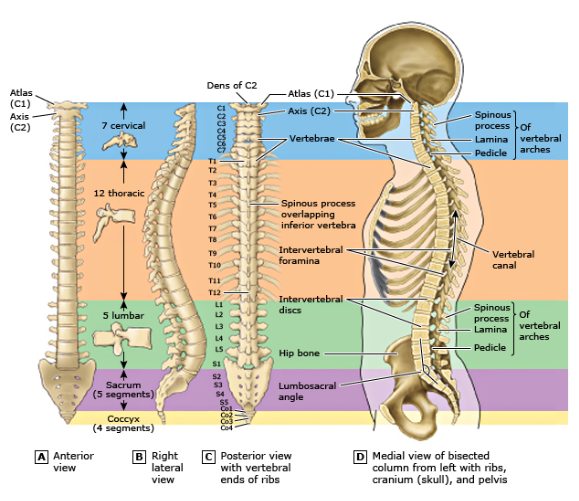 Atlas
(C1)
Axis
(C2)
7 cervical
12 thoracic
5 lumbar
Sacrum
(5 segments)
Coccyx
(4 segments)
Dens of C2
C1
C2
C3
C4
C5
C6
C7
T1
T2
T3
T4
T5
T6
T7
T8
T9
T10
T11
T12
L1
L2
L3
L4
L5
S1
S2
S3
S4
S5
Co1
Co2
Co3
Co4
Atlas (C1)
Axis (C2)
Vertebrae
Spinous process
overlapping
inferior vertebra
Intervertebral
foramina
Intervertebral
discs
Hip bone
Lumbosacral
angle
Spinous
process
Lamina
Pedicle
Of
vertebral
arches
Vertebral
canal
Spinous
process
Lamina
Pedicle
Of
vertebral
arches
A Anterior
view
B Right
lateral
view
C Posterior view
with vertebral
ends of ribs
D Medial view of bisected
column from left with ribs,
cranium (skull), and pelvis